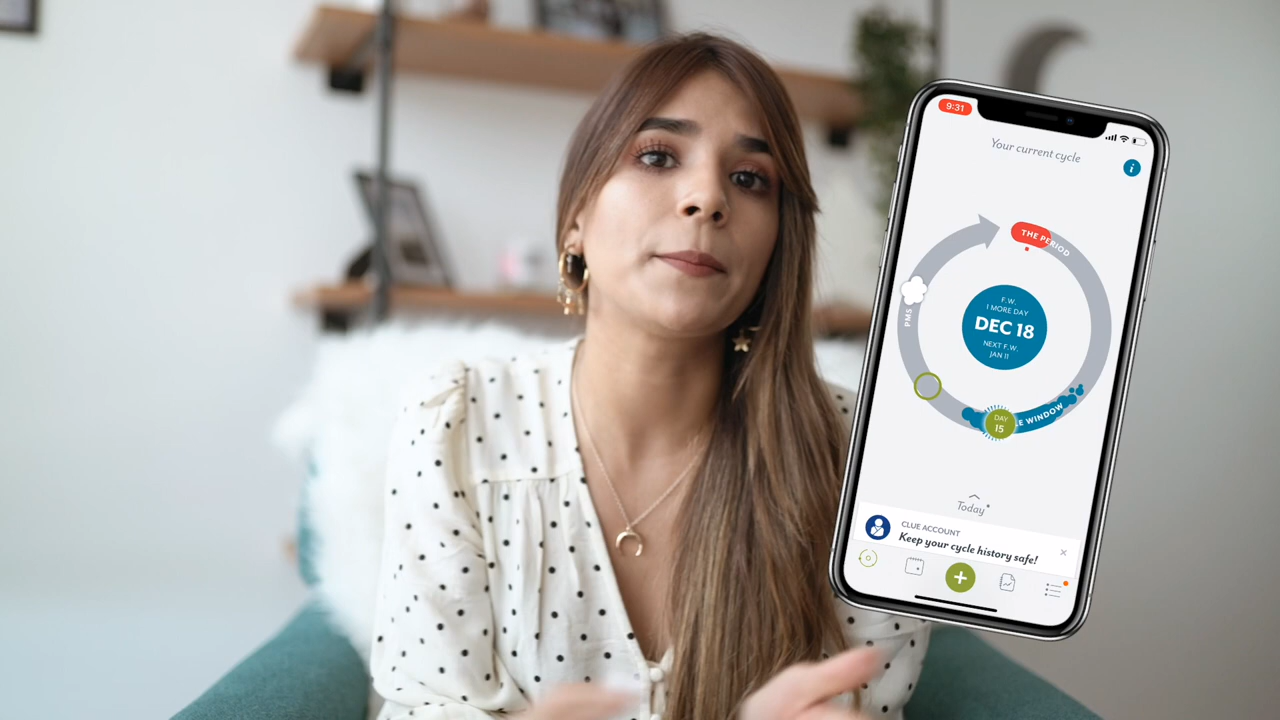 9:31
Your current cycle
i
THE PERIOD
PMS
F.W.
1 MORE DAY
DEC 18
NEXT F.W.
JAN 11
DAY
15
WINDOW
Today
CLUE ACCOUNT
Keep your cycle history safe!